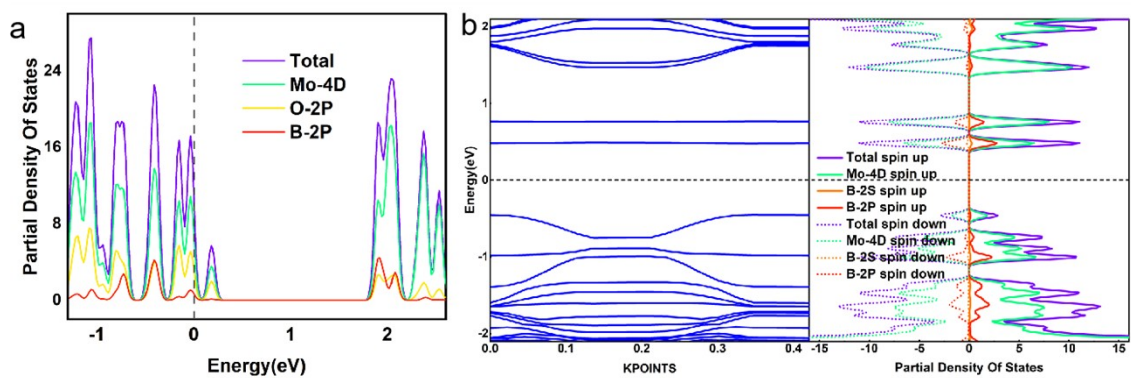 a
Partial Density Of States
24
16
8
0
Total
Mo-4D
O-2P
B-2P
-1
0
1
2
Energy(eV)
b
Energy(eV)
2
1
0
-1
-2
0.0
0.1
0.2
0.3
0.4
KPOINTS
Total spin up
Mo-4D spin up
B-2S spin up
B-2P spin up
Total spin down
Mo-4D spin down
B-2S spin down
B-2P spin down
-15
-10
-5
0
5
10
15
Partial Density Of States